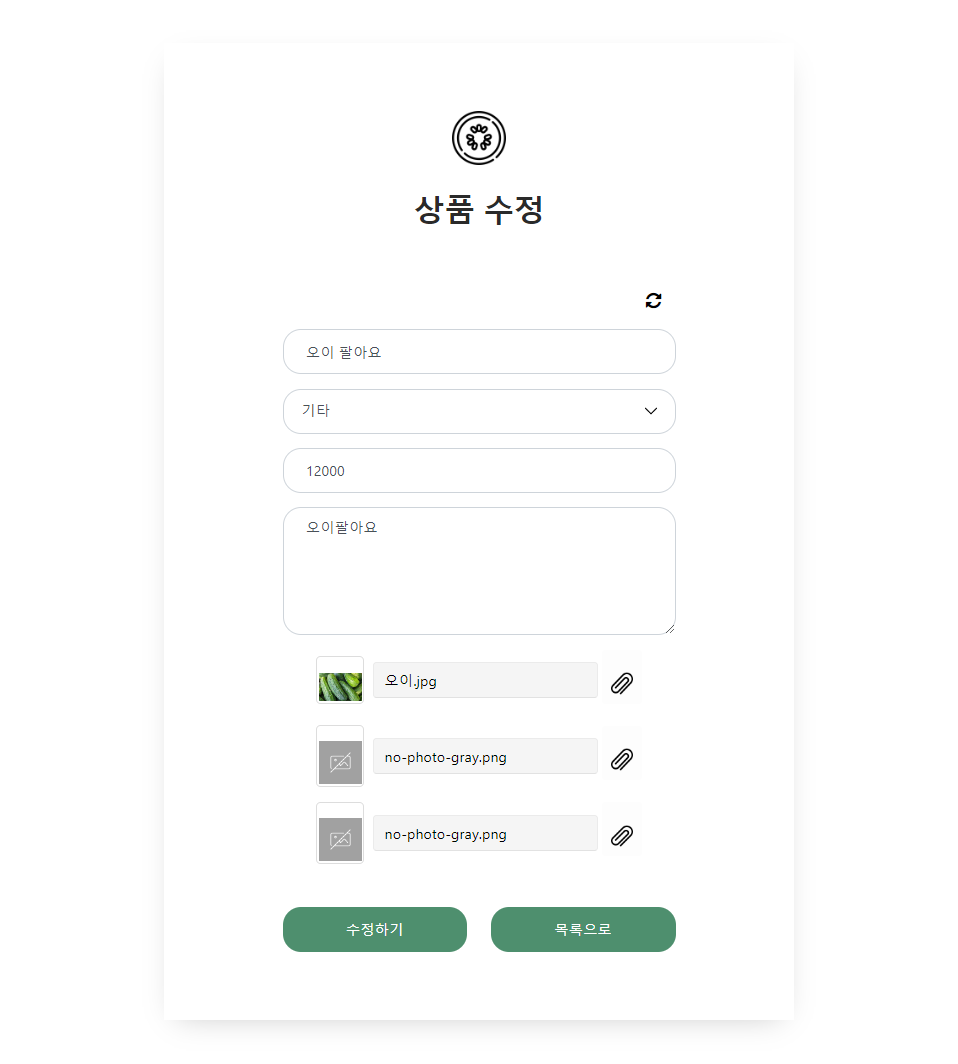 상품 수정
오이 팔아요
기타
12000
오이팔아요
오이.jpg
no-photo-gray.png
no-photo-gray.png
수정하기
목록으로